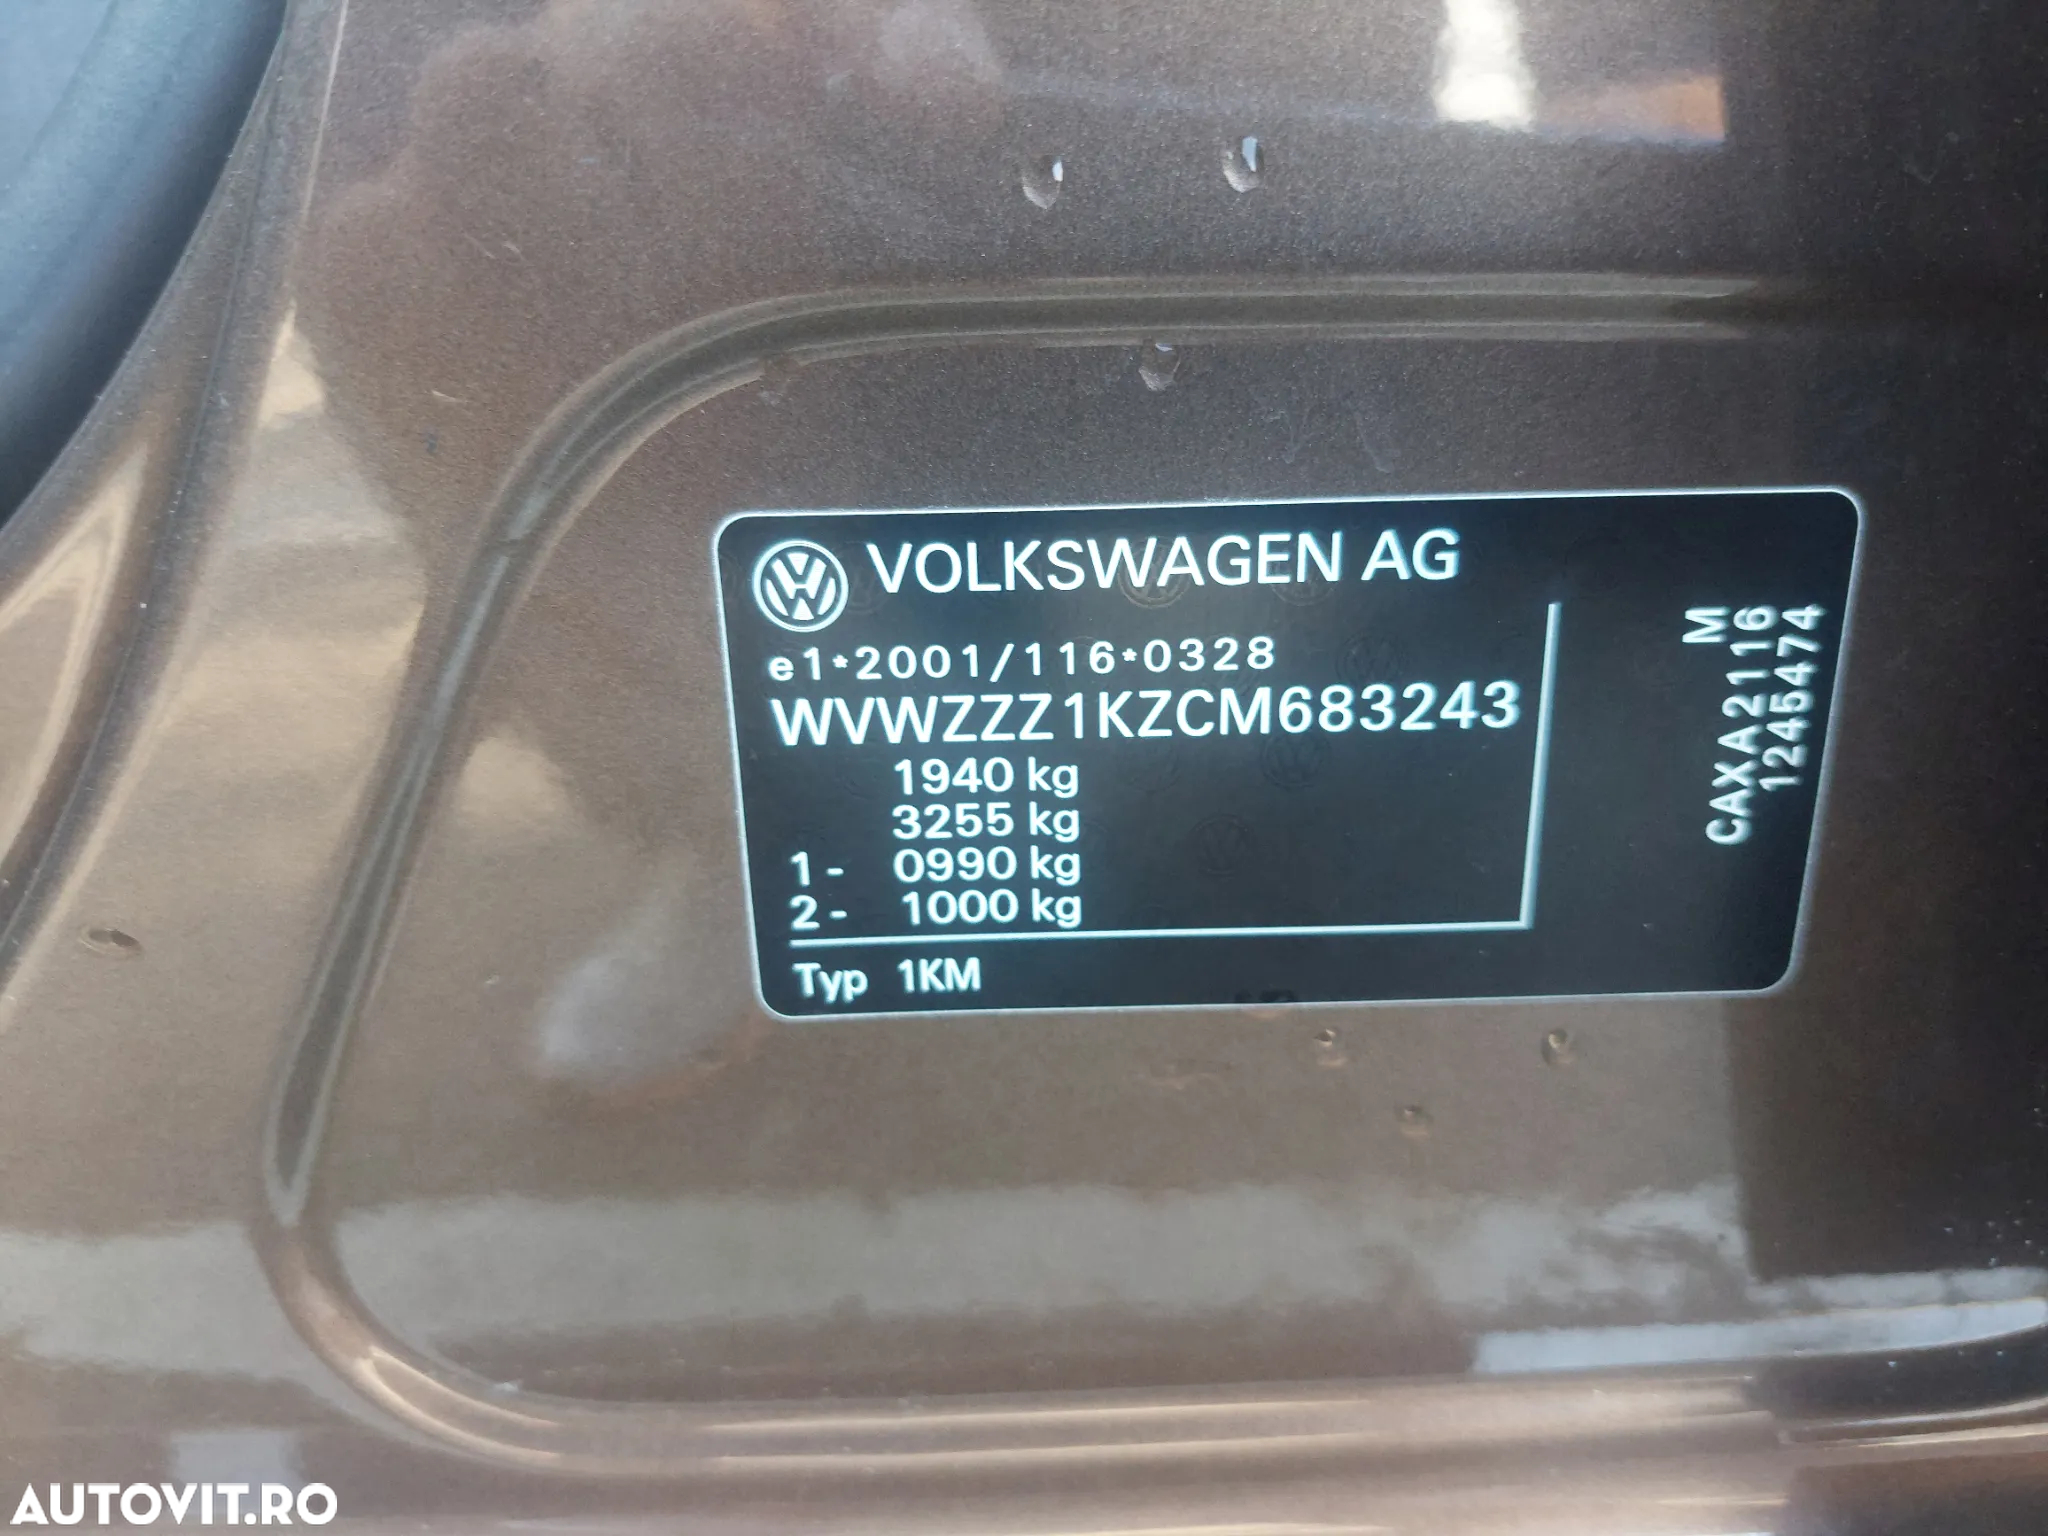 VOLKSWAGEN AG
e1*2001/116*0328
WVWZZZ1KZCM683243
1940 kg
3255 kg
1- 0990 kg
2- 1000 kg
Typ 1KM
M
CAXA2116
1245474
AUTOVIT.RO